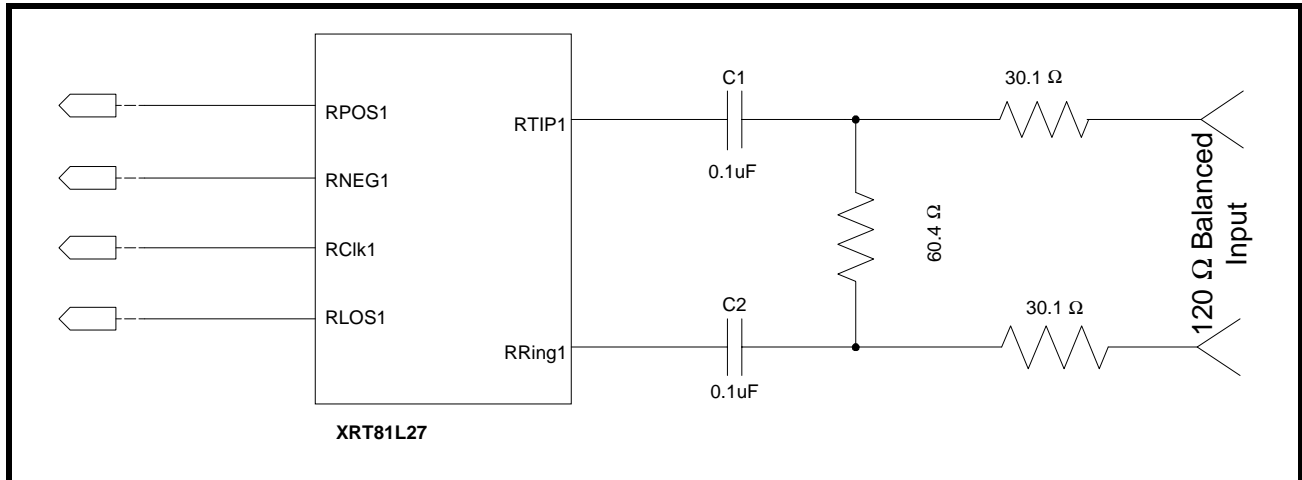 RPOS1
RNEG1
RClk1
RLOS1
RTIP1
RRing1
XRT81L27
C1
0.1uF
C2
0.1uF
30.1 Ω
60.4 Ω
30.1 Ω
120 Ω Balanced
Input